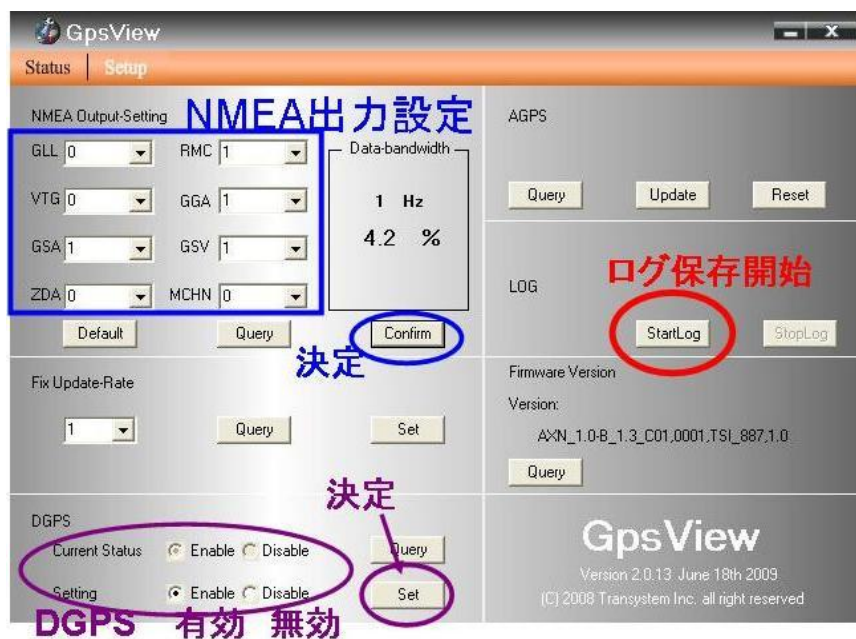 GpsView
Status Setup
NMEA Output-Setting NMEA出力設定
GLL 0 RMC 1
VTG 0 GGA 1
GSA 1 GSV 1
ZDA 0 MCHN 0
Data-bandwidth
1 Hz
4.2 %
Default Query Confirm
決定
Fix Update-Rate
1 Query Set
決定
DGPS
Current Status Enable Disable Query
Setting Enable Disable Set
DGPS 有効 無効
AGPS
Query Update Reset
ログ保存開始
LOG
StartLog StopLog
Firmware Version
Version:
AXN_1.0-B_1.3_C01,0001,TSI_887,1.0
Query
GpsView
Version 2.0.13 June 18th 2009
(C) 2008 Transystem Inc. all right reserved